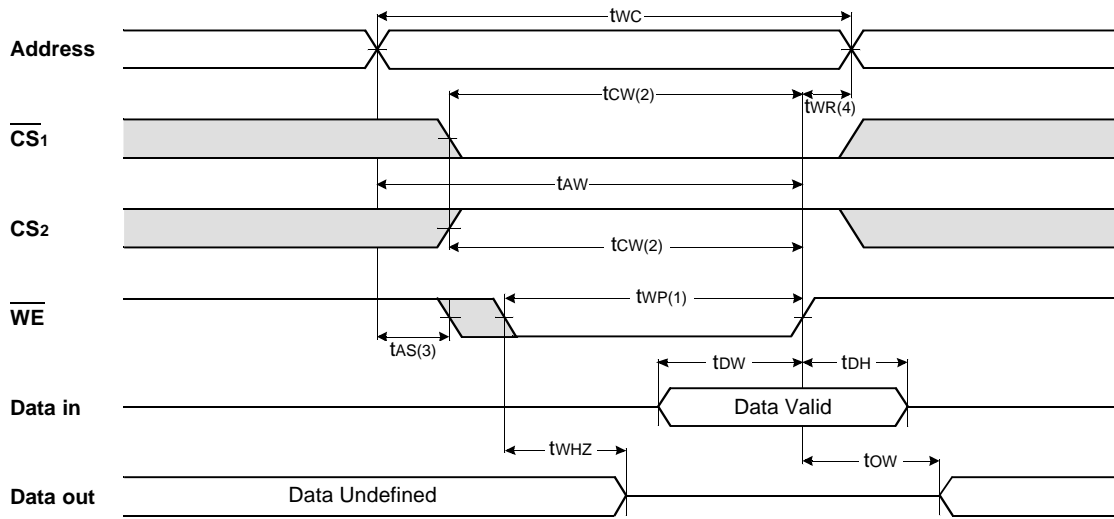 tWC
Address
tCW(2)
tWR(4)
CS1
tAW
CS2
tCW(2)
tWP(1)
WE
tAS(3)
tDW
tDH
Data in
Data Valid
tWHZ
tOW
Data out
Data Undefined